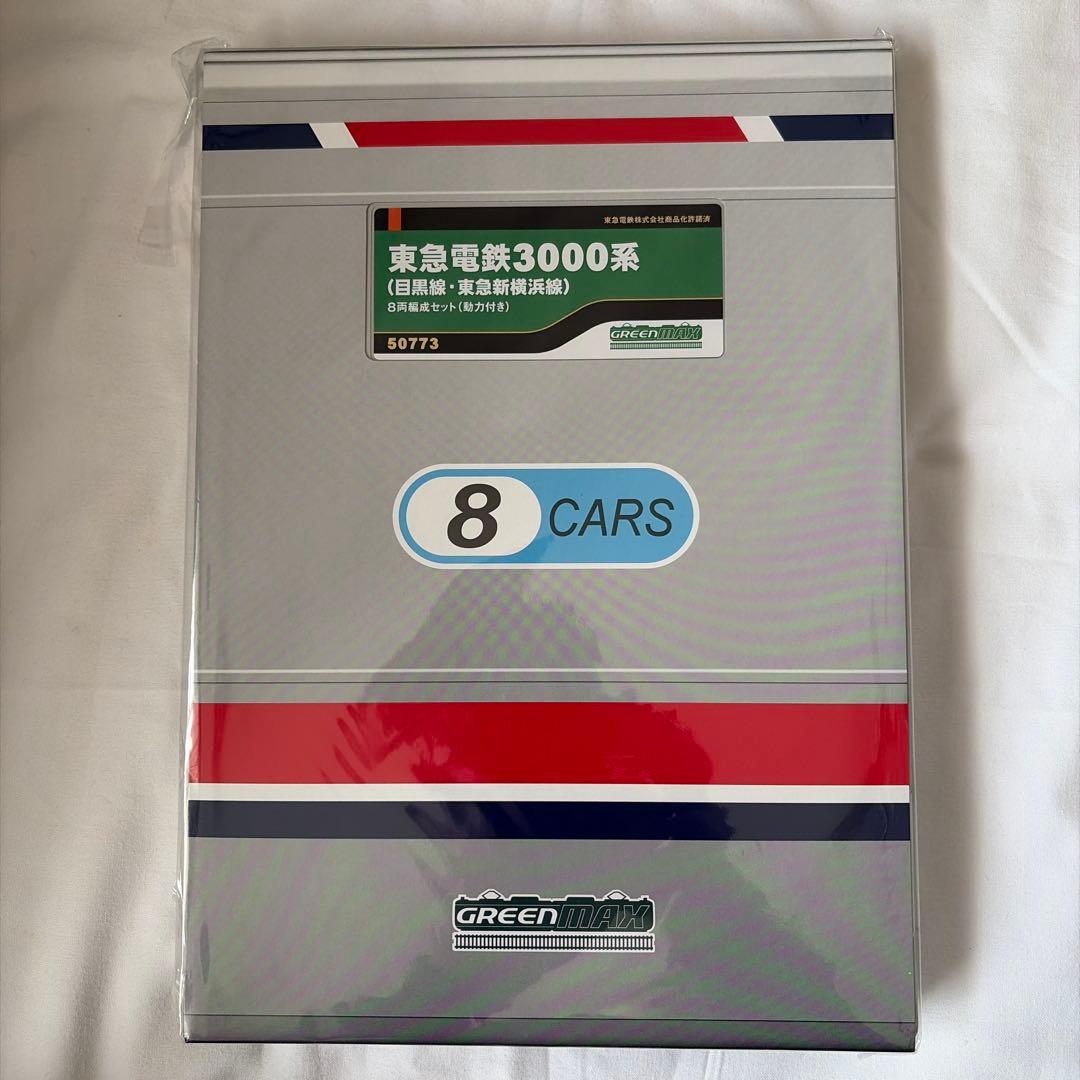 東急電鉄株式会社商品化許諾済
東急電鉄3000系
(目黒線・東急新横浜線)
8両編成セット(動力付き)
50773
GREENMAX
8 CARS
GREENMAX